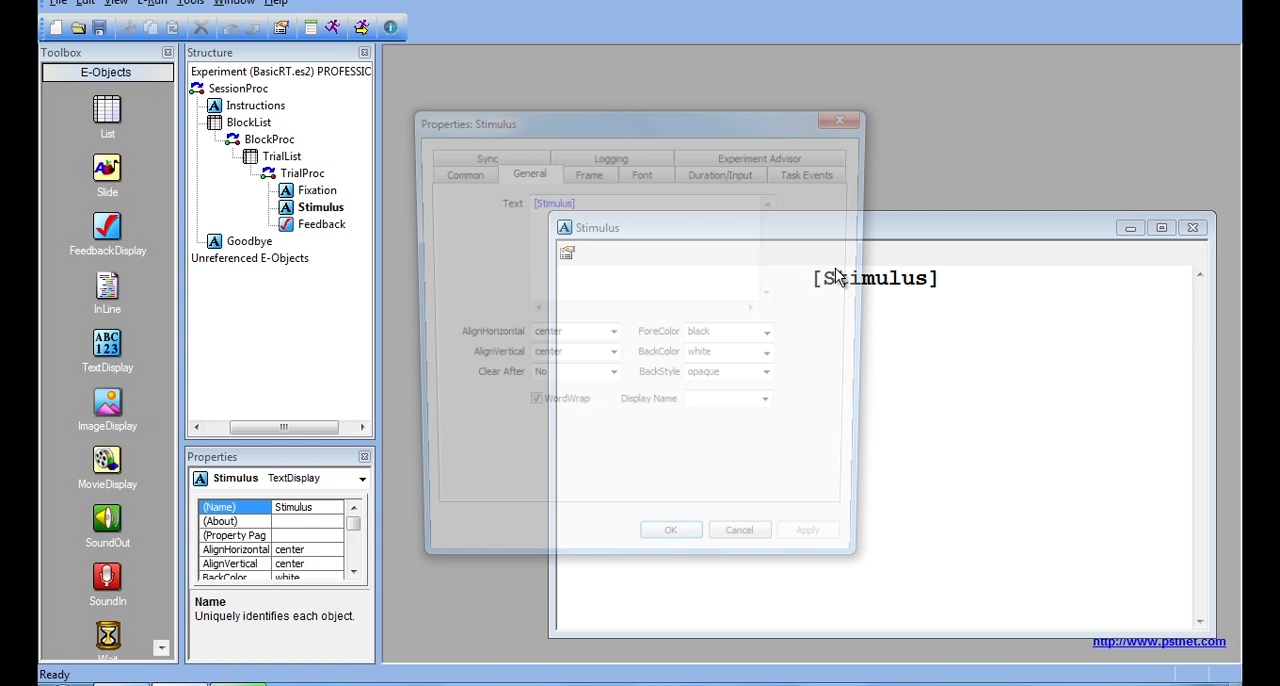 File Edit View E-Run Tools Window Help
Toolbox
E-Objects
List
Slide
FeedbackDisplay
InLine
ABC
123
TextDisplay
ImageDisplay
MovieDisplay
SoundOut
SoundIn
Wait
Structure
Experiment (BasicRT.es2) PROFESSIC
SessionProc
A Instructions
BlockList
BlockProc
TrialList
TrialProc
A Fixation
A Stimulus
Feedback
A Goodbye
Unreferenced E-Objects
Properties
A Stimulus TextDisplay
(Name) Stimulus
(About)
(Property Pag
AlignHorizontal center
AlignVertical center
BackColor white
Name
Uniquely identifies each object.
Properties: Stimulus
Sync Logging Experiment Advisor
Common General Frame Font Duration/Input Task Events
Text [Stimulus]
AlignHorizontal center ForeColor black
AlignVertical center BackColor white
Clear After No BackStyle opaque
WordWrap Display Name
OK Cancel Apply
A Stimulus
[Stimulus]
http://www.pstnet.com
Ready